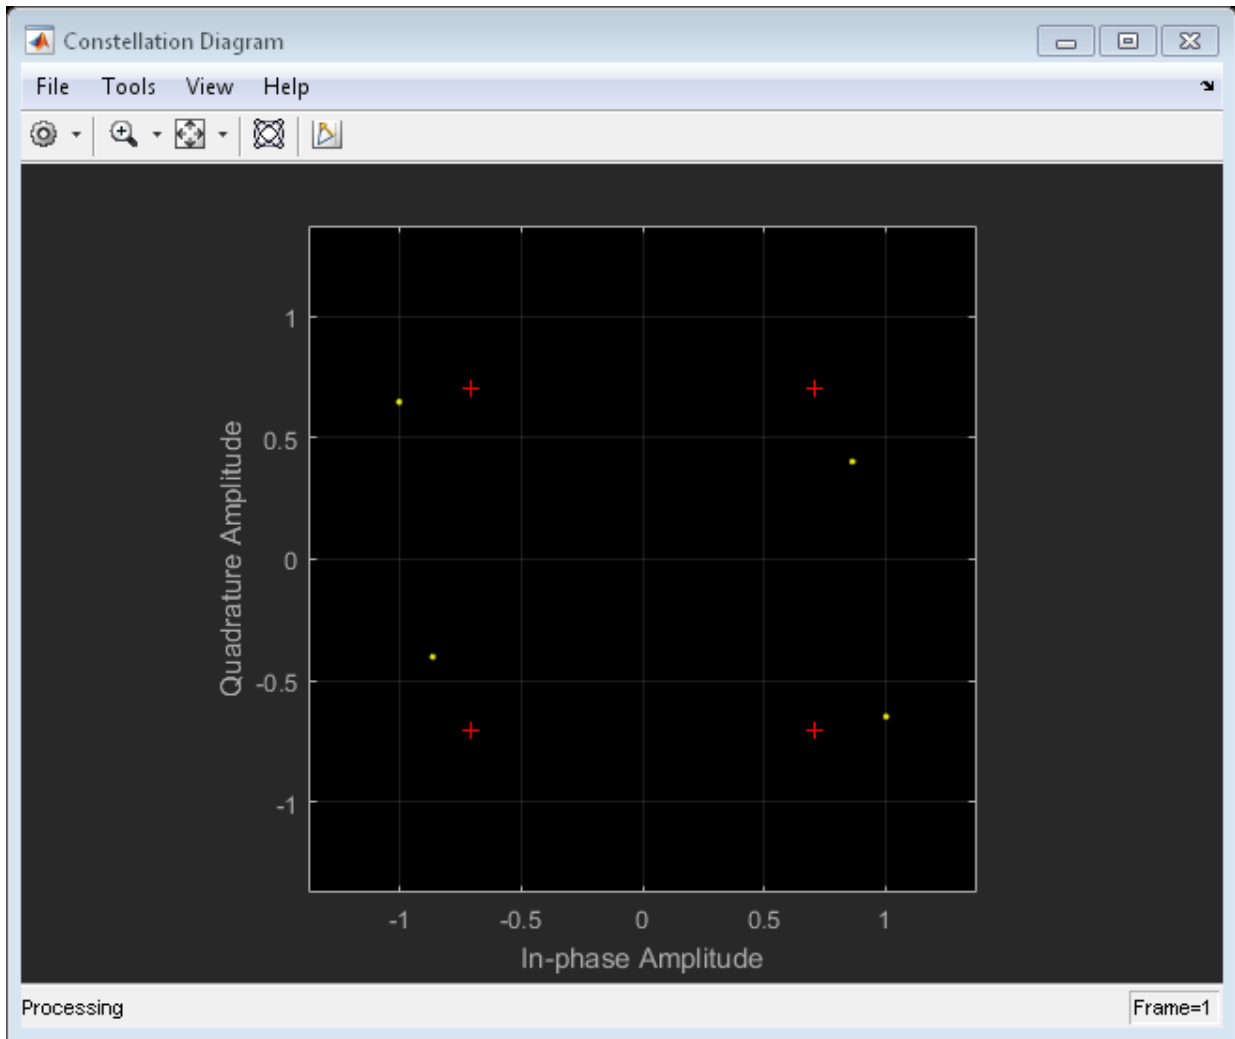 Constellation Diagram
File Tools View Help
1
0.5
0
-0.5
-1
Quadrature Amplitude
-1 -0.5 0 0.5 1
In-phase Amplitude
Processing Frame=1